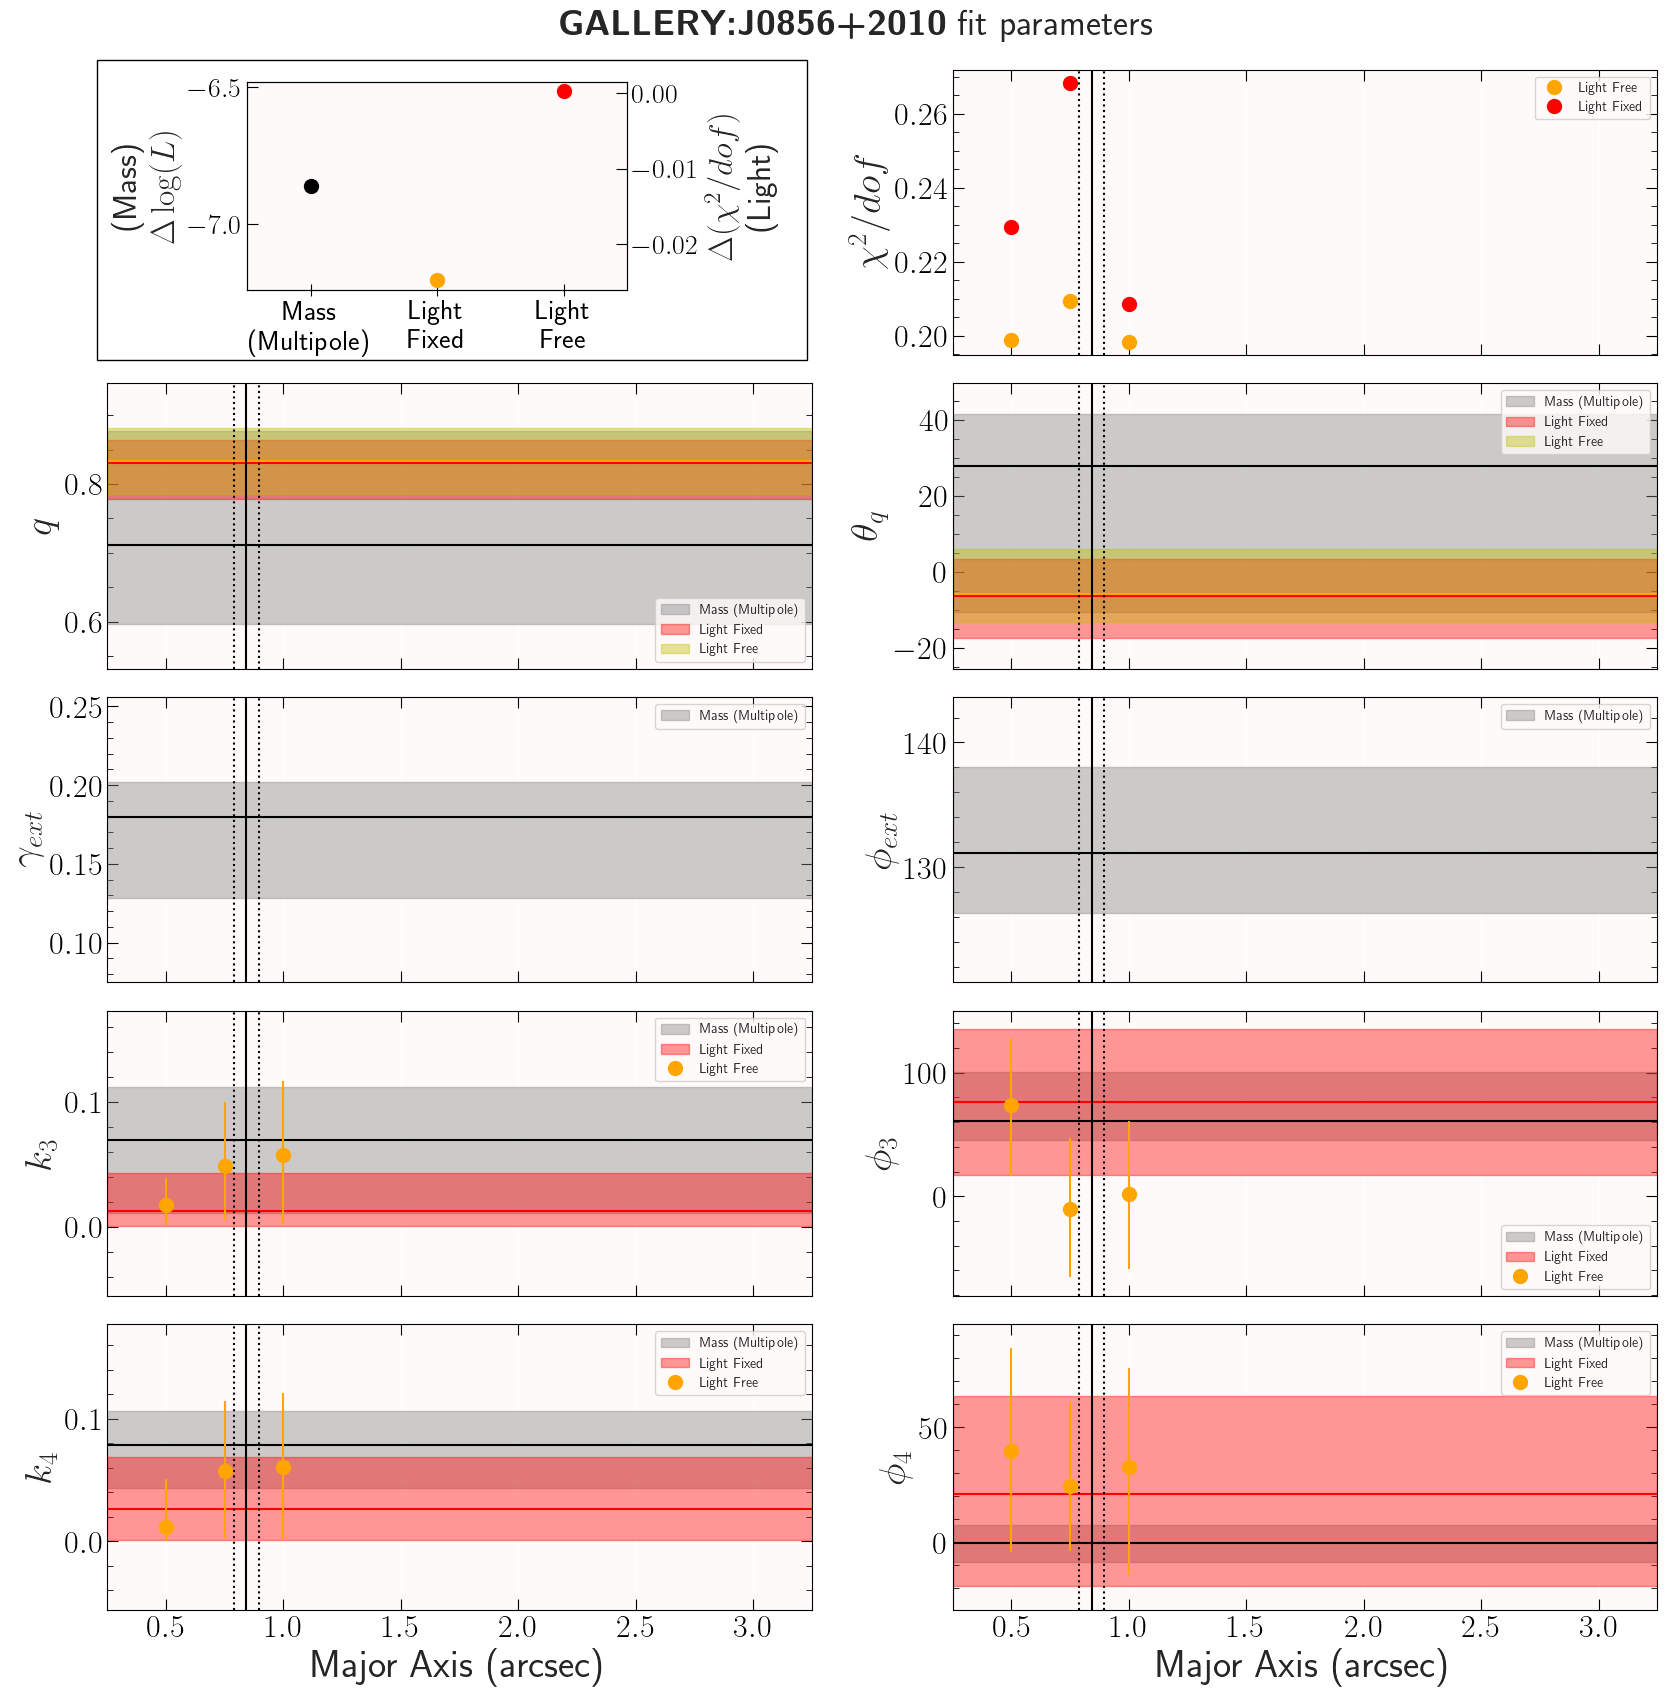 GALLERY:J0856+2010 fit parameters
(Mass)
Δ log(L)
−6.5
−7.0
0.00
−0.01
−0.02
Δ(χ²/dof)
(Light)
Mass
(Multipole)
Light
Fixed
Light
Free
χ²/dof
0.26
0.24
0.22
0.20
Light Free
Light Fixed
q
0.8
0.6
Mass (Multipole)
Light Fixed
Light Free
θq
40
20
0
−20
Mass (Multipole)
Light Fixed
Light Free
γext
0.25
0.20
0.15
0.10
Mass (Multipole)
ϕext
140
130
Mass (Multipole)
k3
0.1
0.0
Mass (Multipole)
Light Fixed
Light Free
ϕ3
100
0
Mass (Multipole)
Light Fixed
Light Free
k4
0.1
0.0
Mass (Multipole)
Light Fixed
Light Free
0.5 1.0 1.5 2.0 2.5 3.0
Major Axis (arcsec)
ϕ4
50
0
Mass (Multipole)
Light Fixed
Light Free
0.5 1.0 1.5 2.0 2.5 3.0
Major Axis (arcsec)